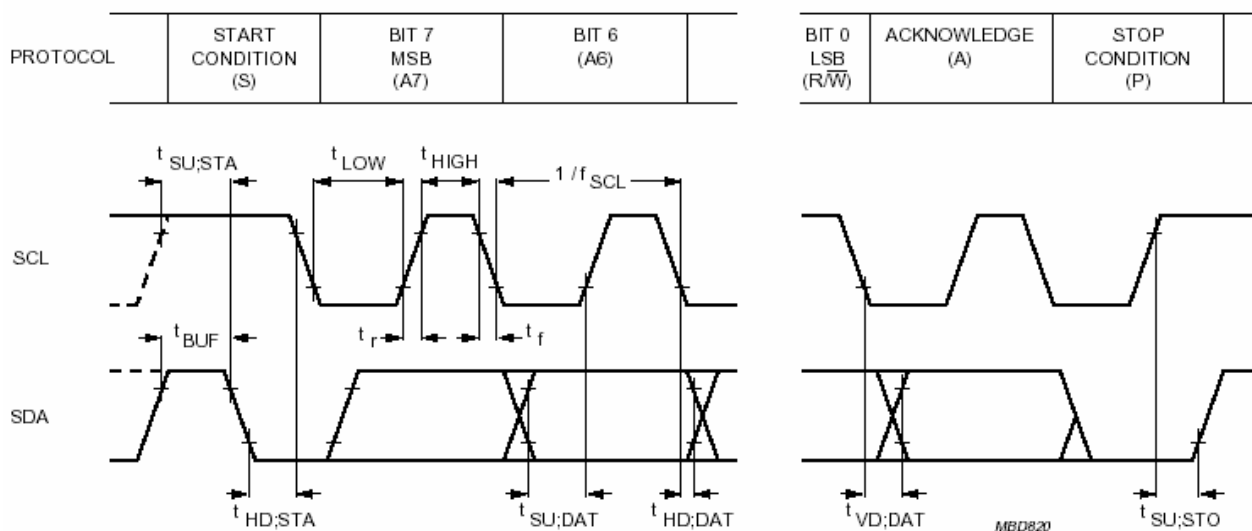 PROTOCOL
START
CONDITION
(S)
BIT 7
MSB
(A7)
BIT 6
(A6)
BIT 0
LSB
(R/W̅)
ACKNOWLEDGE
(A)
STOP
CONDITION
(P)
t SU;STA
t LOW
t HIGH
1 / f SCL
SCL
t BUF
t r
t f
SDA
t HD;STA
t SU;DAT
t HD;DAT
t VD;DAT
t SU;STO
MBD820